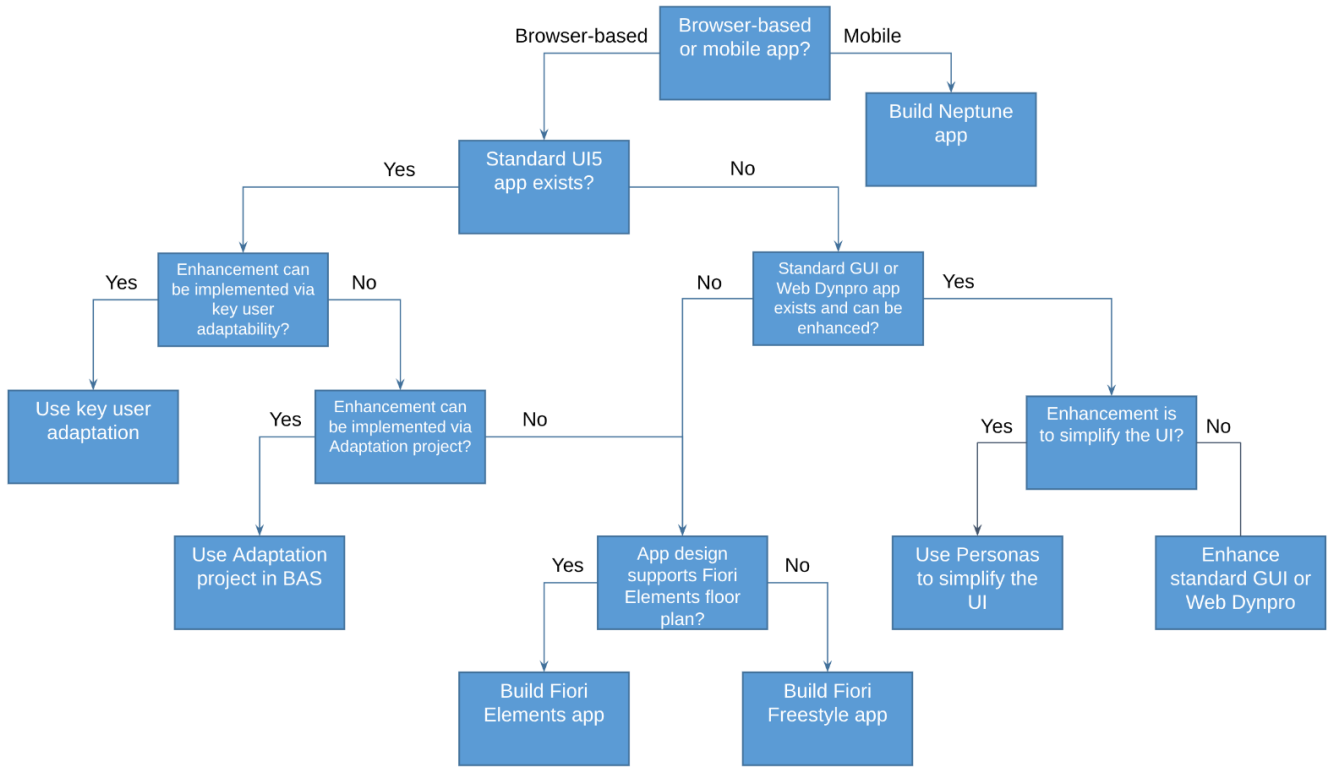 Browser-based
or mobile app?
Browser-based
Mobile
Build Neptune
app
Standard UI5
app exists?
Yes
No
Enhancement can
be implemented via
key user
adaptability?
Yes
No
Standard GUI or
Web Dynpro app
exists and can be
enhanced?
No
Yes
Use key user
adaptation
Enhancement can
be implemented via
Adaptation project?
Yes
No
Enhancement is
to simplify the UI?
Yes
No
Use Adaptation
project in BAS
App design
supports Fiori
Elements floor
plan?
Yes
No
Use Personas
to simplify the
UI
Enhance
standard GUI or
Web Dynpro
Build Fiori
Elements app
Build Fiori
Freestyle app